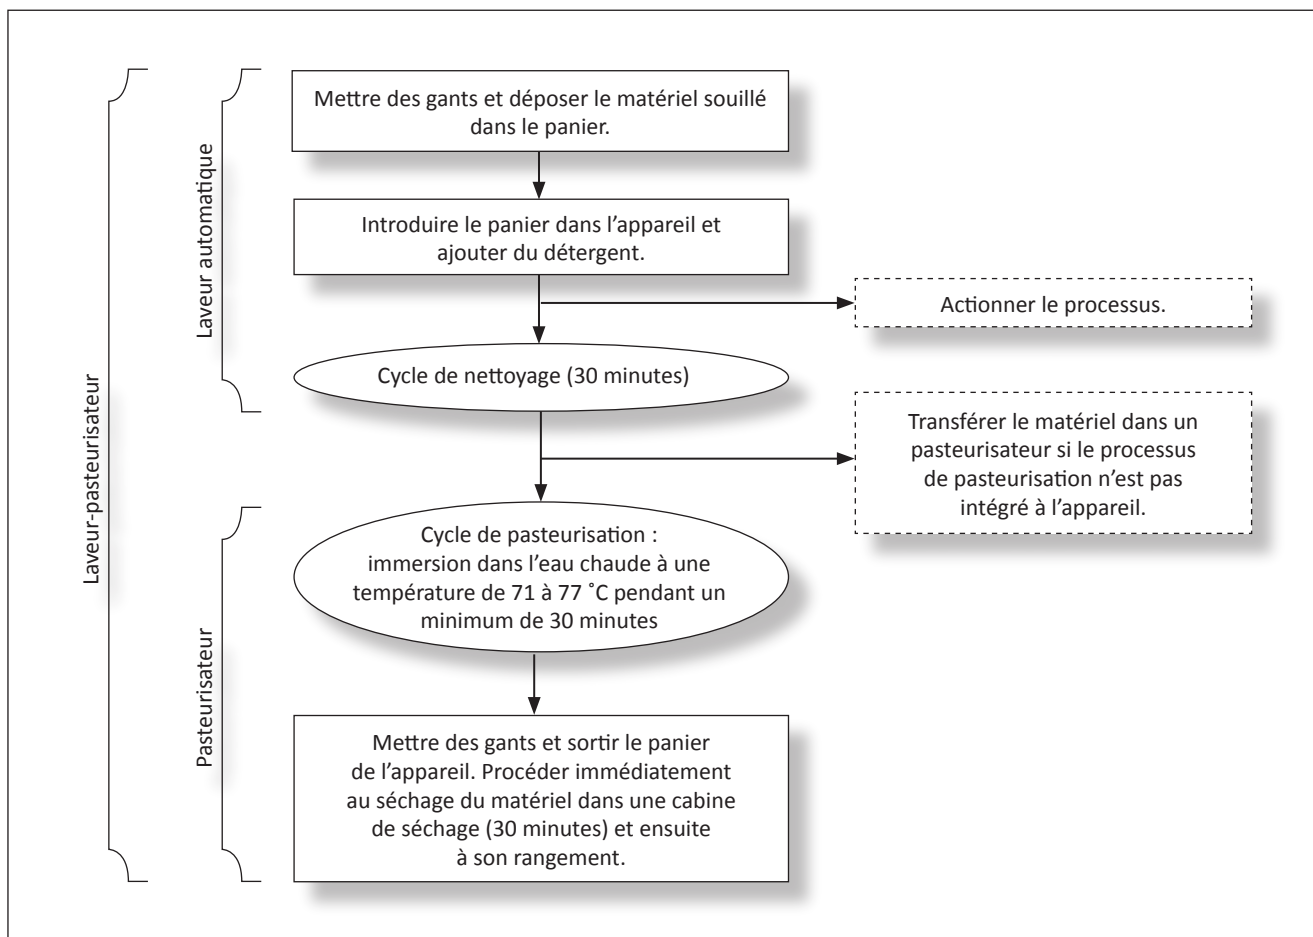 Laveur-pasteurisateur
Laveur automatique
Mettre des gants et déposer le matériel souillé
dans le panier.
Introduire le panier dans l’appareil et
ajouter du détergent.
Actionner le processus.
Cycle de nettoyage (30 minutes)
Transférer le matériel dans un
pasteurisateur si le processus
de pasteurisation n’est pas
intégré à l’appareil.
Pasteurisateur
Cycle de pasteurisation :
immersion dans l’eau chaude à une
température de 71 à 77 ˚C pendant un
minimum de 30 minutes
Mettre des gants et sortir le panier
de l’appareil. Procéder immédiatement
au séchage du matériel dans une cabine
de séchage (30 minutes) et ensuite
à son rangement.